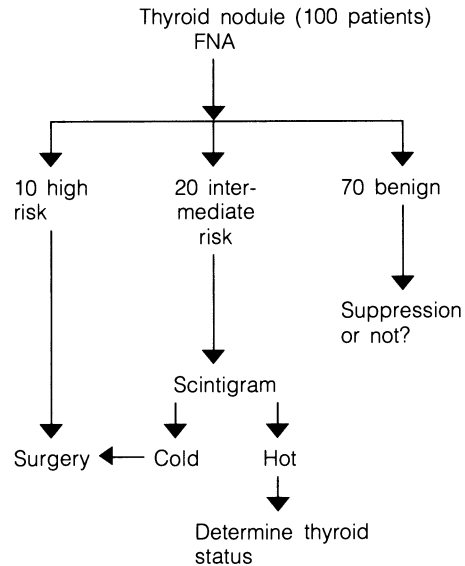 Thyroid nodule (100 patients)
FNA
10 high
risk
20 inter-
mediate
risk
70 benign
Suppression
or not?
Scintigram
Surgery
Cold
Hot
Determine thyroid
status